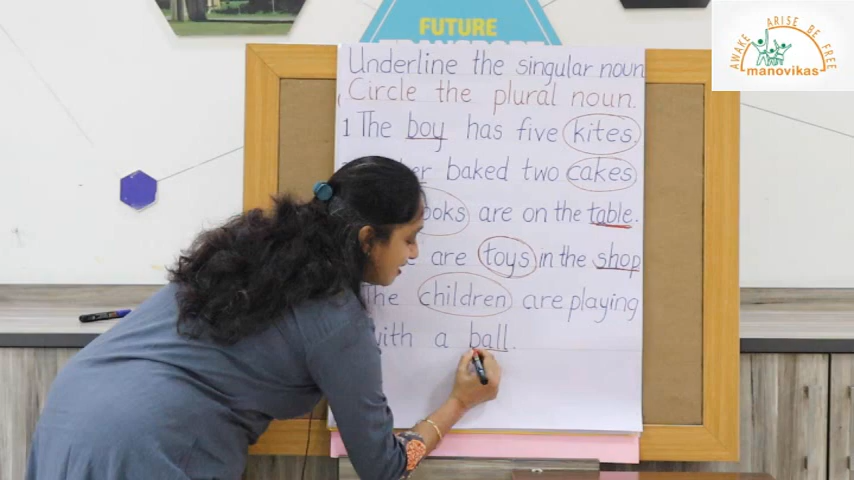 FUTURE
AWAKE ARISE BE FREE
manovikas
Underline the singular noun
Circle the plural noun.
1 The boy has five kites.
baked two cakes
are on the table.
are toys in the shop
The children are playing
with a ball.